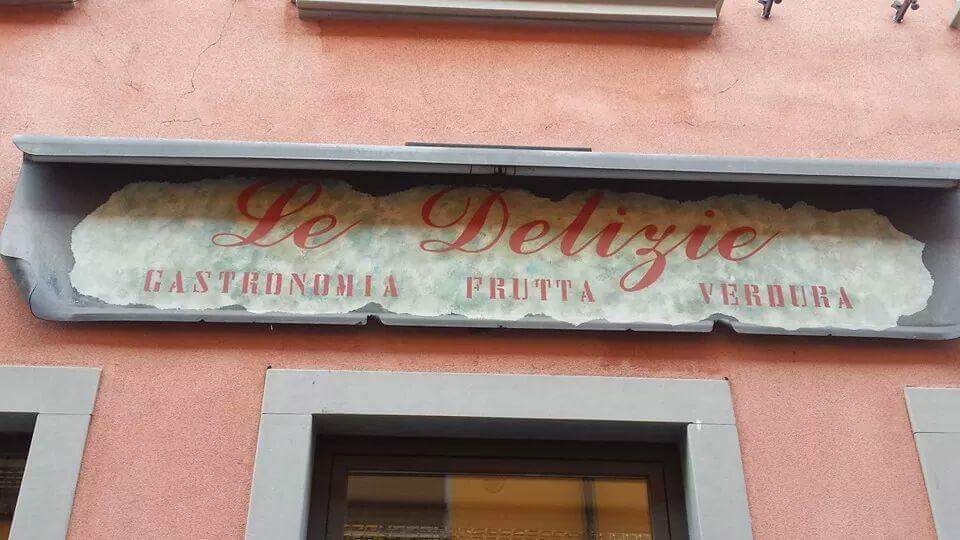 Le Delizie
GASTRONOMIA FRUTTA VERDURA